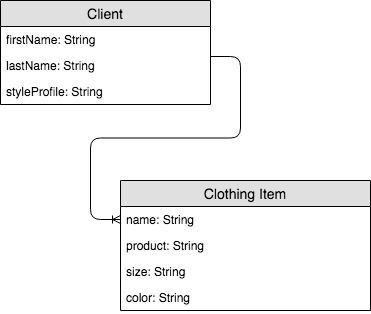 Client
firstName: String
lastName: String
styleProfile: String
Clothing Item
name: String
product: String
size: String
color: String